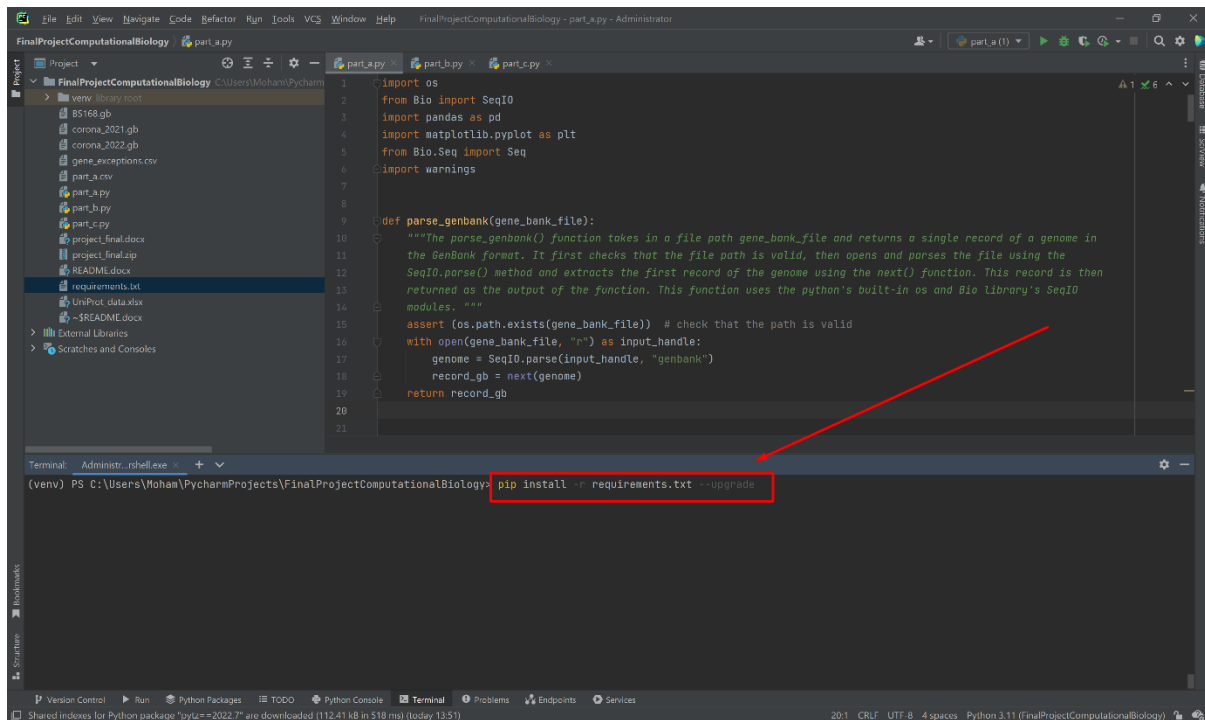 File Edit View Navigate Code Refactor Run Tools VCS Window Help FinalProjectComputationalBiology - part_a.py - Administrator
FinalProjectComputationalBiology part_a.py
part_a (1)
Project
part_a.py
part_b.py
part_c.py
Project
FinalProjectComputationalBiology C:\Users\Moham\Pycharm
venv library root
BS168.gb
corona_2021.gb
corona_2022.gb
gene_exceptions.csv
part_a.csv
part_a.py
part_b.py
part_c.py
project_final.docx
project_final.zip
README.docx
requirements.txt
UniProt_data.xlsx
~$README.docx
External Libraries
Scratches and Consoles
1 import os
2 from Bio import SeqIO
3 import pandas as pd
4 import matplotlib.pyplot as plt
5 from Bio.Seq import Seq
6 import warnings
7
8
9 def parse_genbank(gene_bank_file):
10 """The parse_genbank() function takes in a file path gene_bank_file and returns a single record of a genome in
11 the GenBank format. It first checks that the file path is valid, then opens and parses the file using the
12 SeqIO.parse() method and extracts the first record of the genome using the next() function. This record is then
13 returned as the output of the function. This function uses the python's built-in os and Bio library's SeqIO
14 modules. """
15 assert (os.path.exists(gene_bank_file)) # check that the path is valid
16 with open(gene_bank_file, "r") as input_handle:
17 genome = SeqIO.parse(input_handle, "genbank")
18 record_gb = next(genome)
19 return record_gb
20
21
1 6
Database
SciView
Notifications
Terminal: Administr...rshell.exe
(venv) PS C:\Users\Moham\PycharmProjects\FinalProjectComputationalBiology> pip install -r requirements.txt --upgrade
Bookmarks
Structure
Version Control Run Python Packages TODO Python Console Terminal Problems Endpoints Services
Shared indexes for Python package "pytz==2022.7" are downloaded (112.41 kB in 518 ms) (today 13:51)
20:1 CRLF UTF-8 4 spaces Python 3.11 (FinalProjectComputationalBiology)